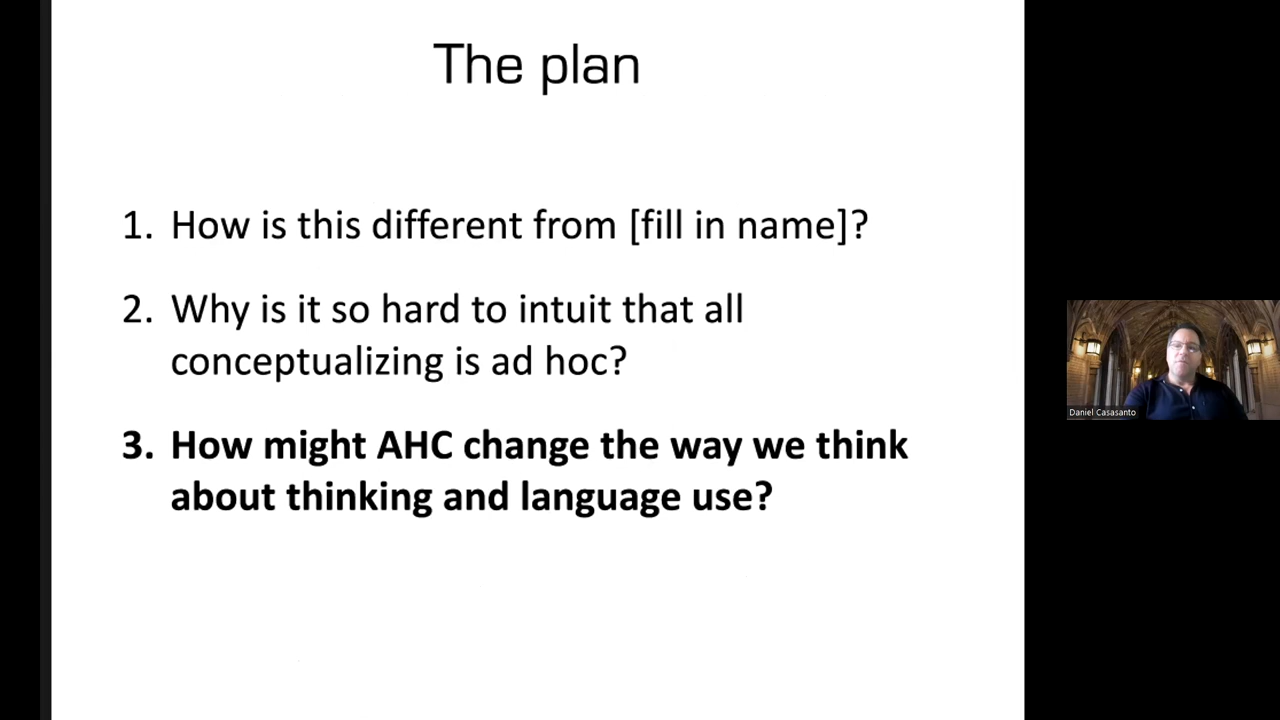 The plan
1. How is this different from [fill in name]?
2. Why is it so hard to intuit that all
conceptualizing is ad hoc?
3. How might AHC change the way we think
about thinking and language use?
Daniel Casasanto